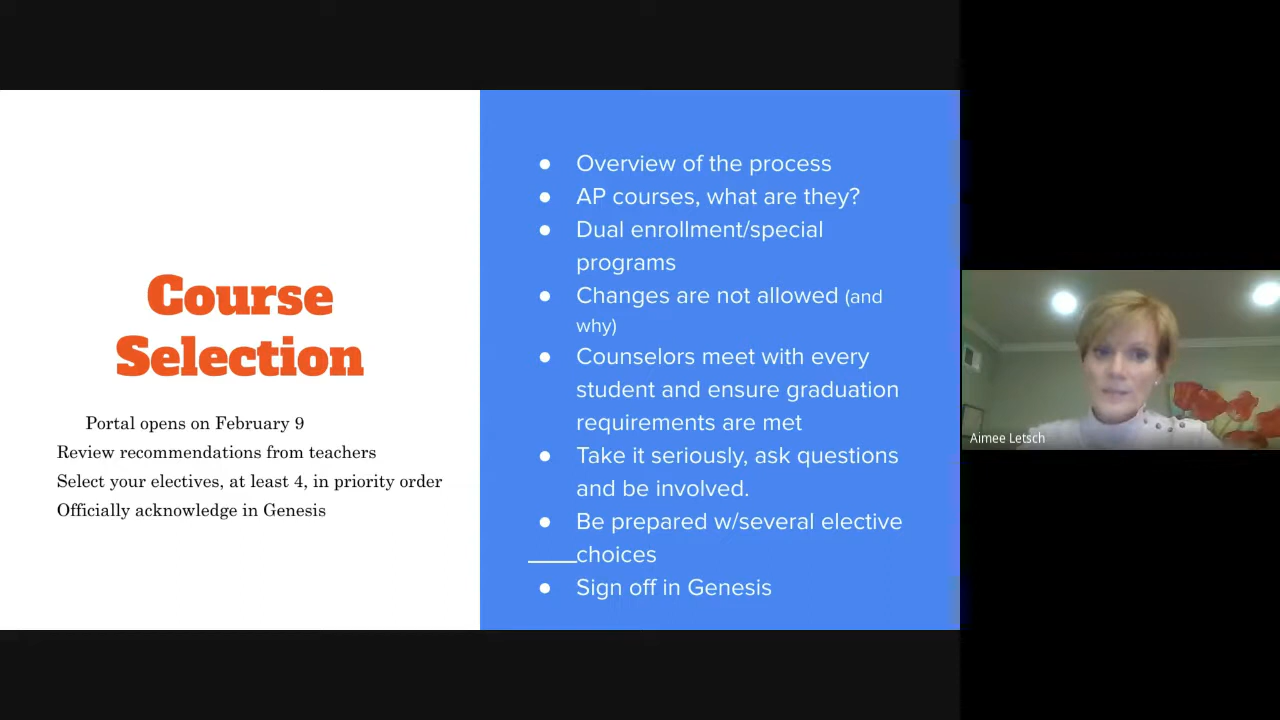 Course
Selection
Portal opens on February 9
Review recommendations from teachers
Select your electives, at least 4, in priority order
Officially acknowledge in Genesis
● Overview of the process
● AP courses, what are they?
● Dual enrollment/special
programs
● Changes are not allowed (and
why)
● Counselors meet with every
student and ensure graduation
requirements are met
● Take it seriously, ask questions
and be involved.
● Be prepared w/several elective
choices
● Sign off in Genesis
Aimee Letsch